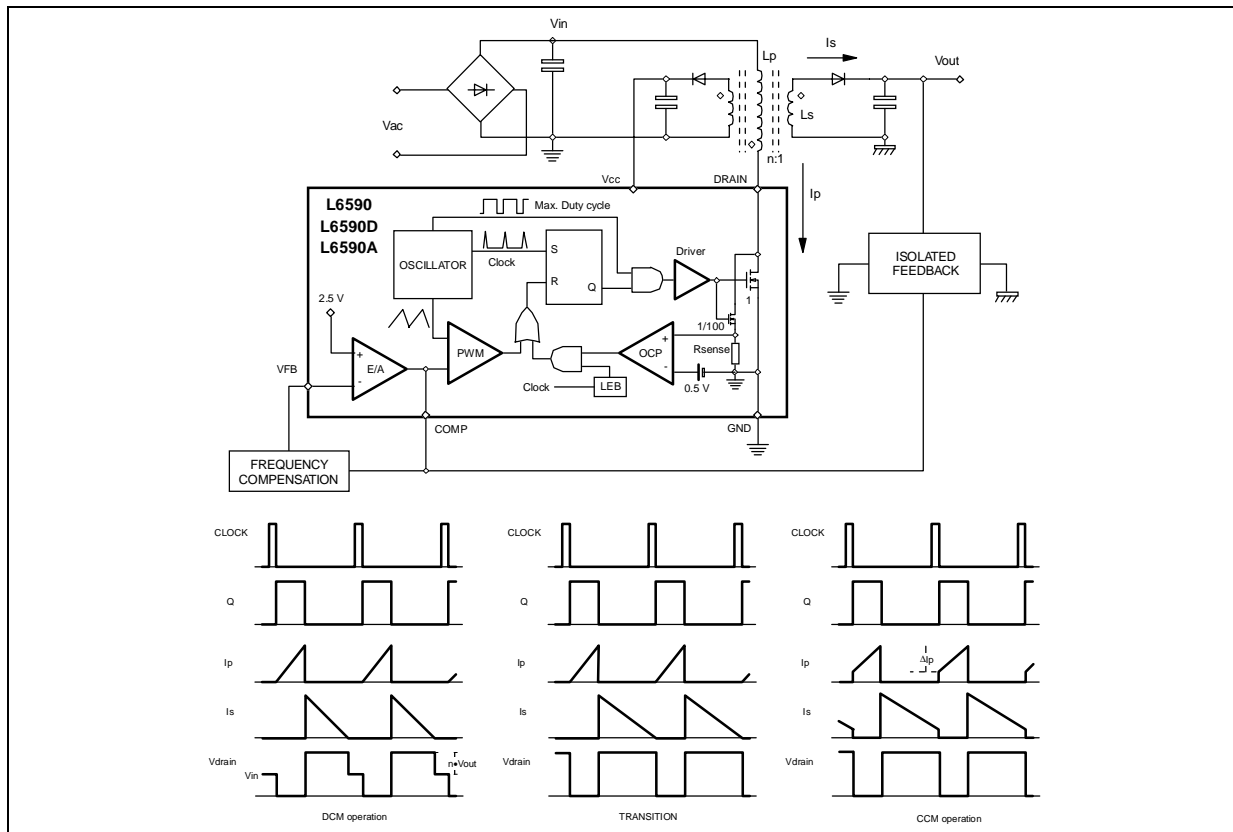 Vin
Lp
Is
Vout
Vac
Ls
n:1
Vcc
DRAIN
Ip
L6590
L6590D
L6590A
Max. Duty cycle
OSCILLATOR
Clock
S
R
Q
Driver
ISOLATED
FEEDBACK
1
1/100
2.5 V
+
E/A
-
VFB
PWM
+
OCP
-
Rsense
0.5 V
Clock
LEB
COMP
GND
FREQUENCY
COMPENSATION
CLOCK
Q
Ip
Is
Vdrain
Vin
n•Vout
DCM operation
CLOCK
Q
Ip
Is
Vdrain
TRANSITION
CLOCK
Q
Ip
ΔIp
Is
Vdrain
CCM operation